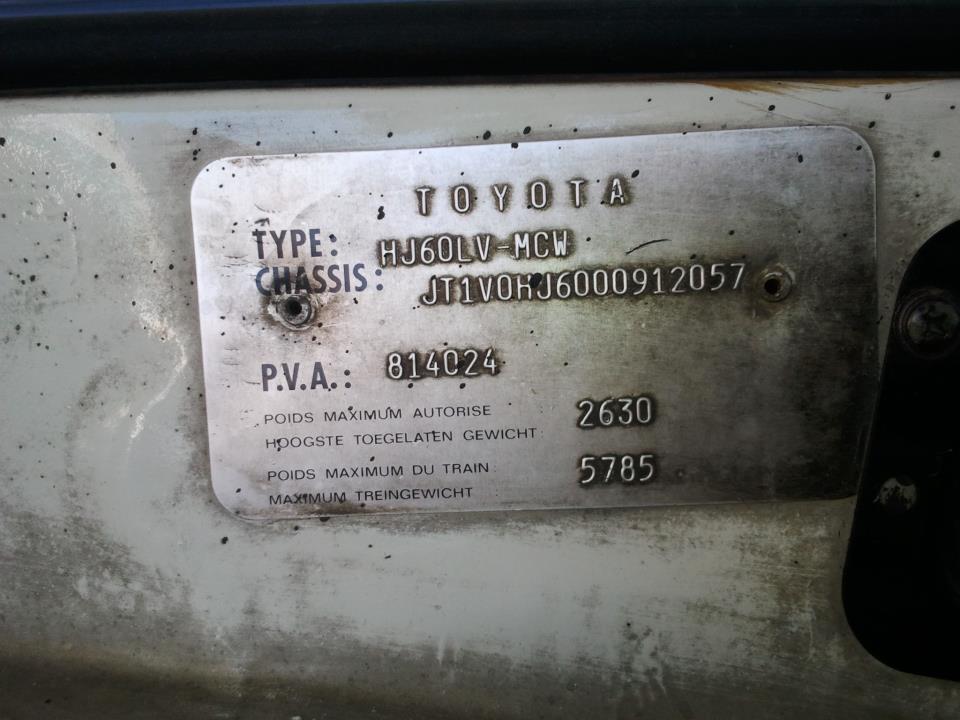 TOYOTA
TYPE: HJ60LV-MCW
CHASSIS: JT1V0HJ6000912057
P.V.A.: 814024
POIDS MAXIMUM AUTORISE 2630
HOOGSTE TOEGELATEN GEWICHT:
POIDS MAXIMUM DU TRAIN: 5785
MAXIMUM TREINGEWICHT :